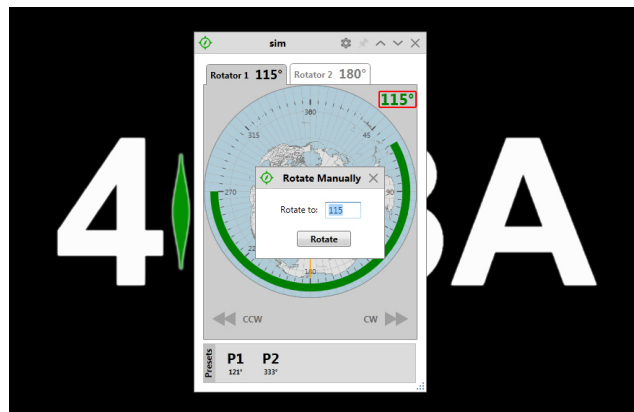 sim
Rotator 1 115°
Rotator 2 180°
115°
360
315
45
Rotate Manually
270
90
Rotate to: 115
Rotate
180
CCW
CW
Presets
P1
P2
121°
333°
4
A